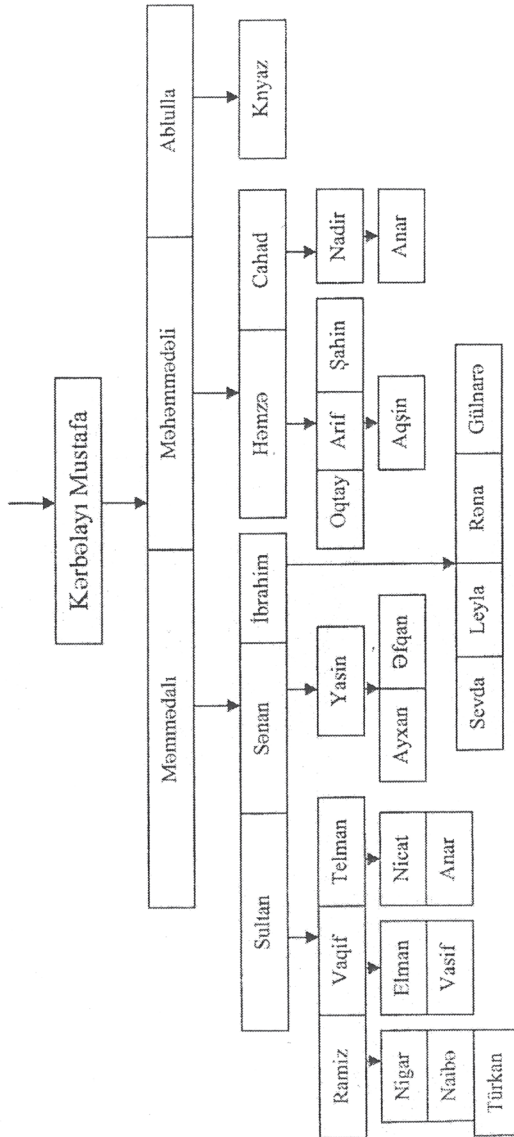 Kərbəlayı Mustafa
Məmmədalı Məhəmmədəli Ablulla
Sultan Sənan İbrahim Həmzə Cahad Knyaz
Ramiz Vaqif Telman Yasin Oqtay Arif Şahin Nadir
Nigar Elman Nicat Ayxan Əfqan Aqşin Anar
Naibə Vasif Anar
Türkan
Sevda Leyla Rəna Gülnarə